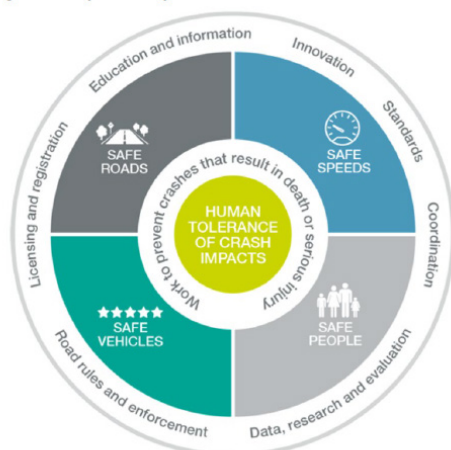 Education and information
Innovation
Standards
Coordination
Data, research and evaluation
Road rules and enforcement
Licensing and registration
SAFE
ROADS
SAFE
SPEEDS
SAFE
PEOPLE
SAFE
VEHICLES
Work to prevent crashes that result in death or serious injury
HUMAN
TOLERANCE
OF CRASH
IMPACTS